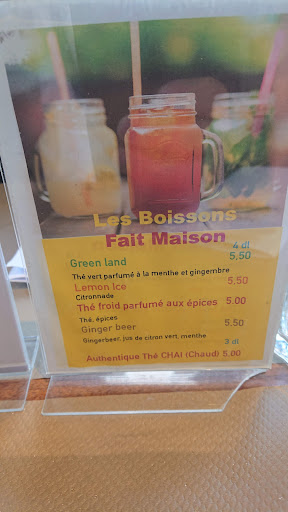 Les Boissons
Fait Maison
4 dl
Green land 5,50
Thé vert parfumé à la menthe et gingembre
Lemon Ice 5,50
Citronnade
Thé froid parfumé aux épices 5.00
Thé, épices
Ginger beer 5,50
Gingerbeer, jus de citron vert, menthe
3 dl
Authentique Thé CHAI (Chaud) 5.00